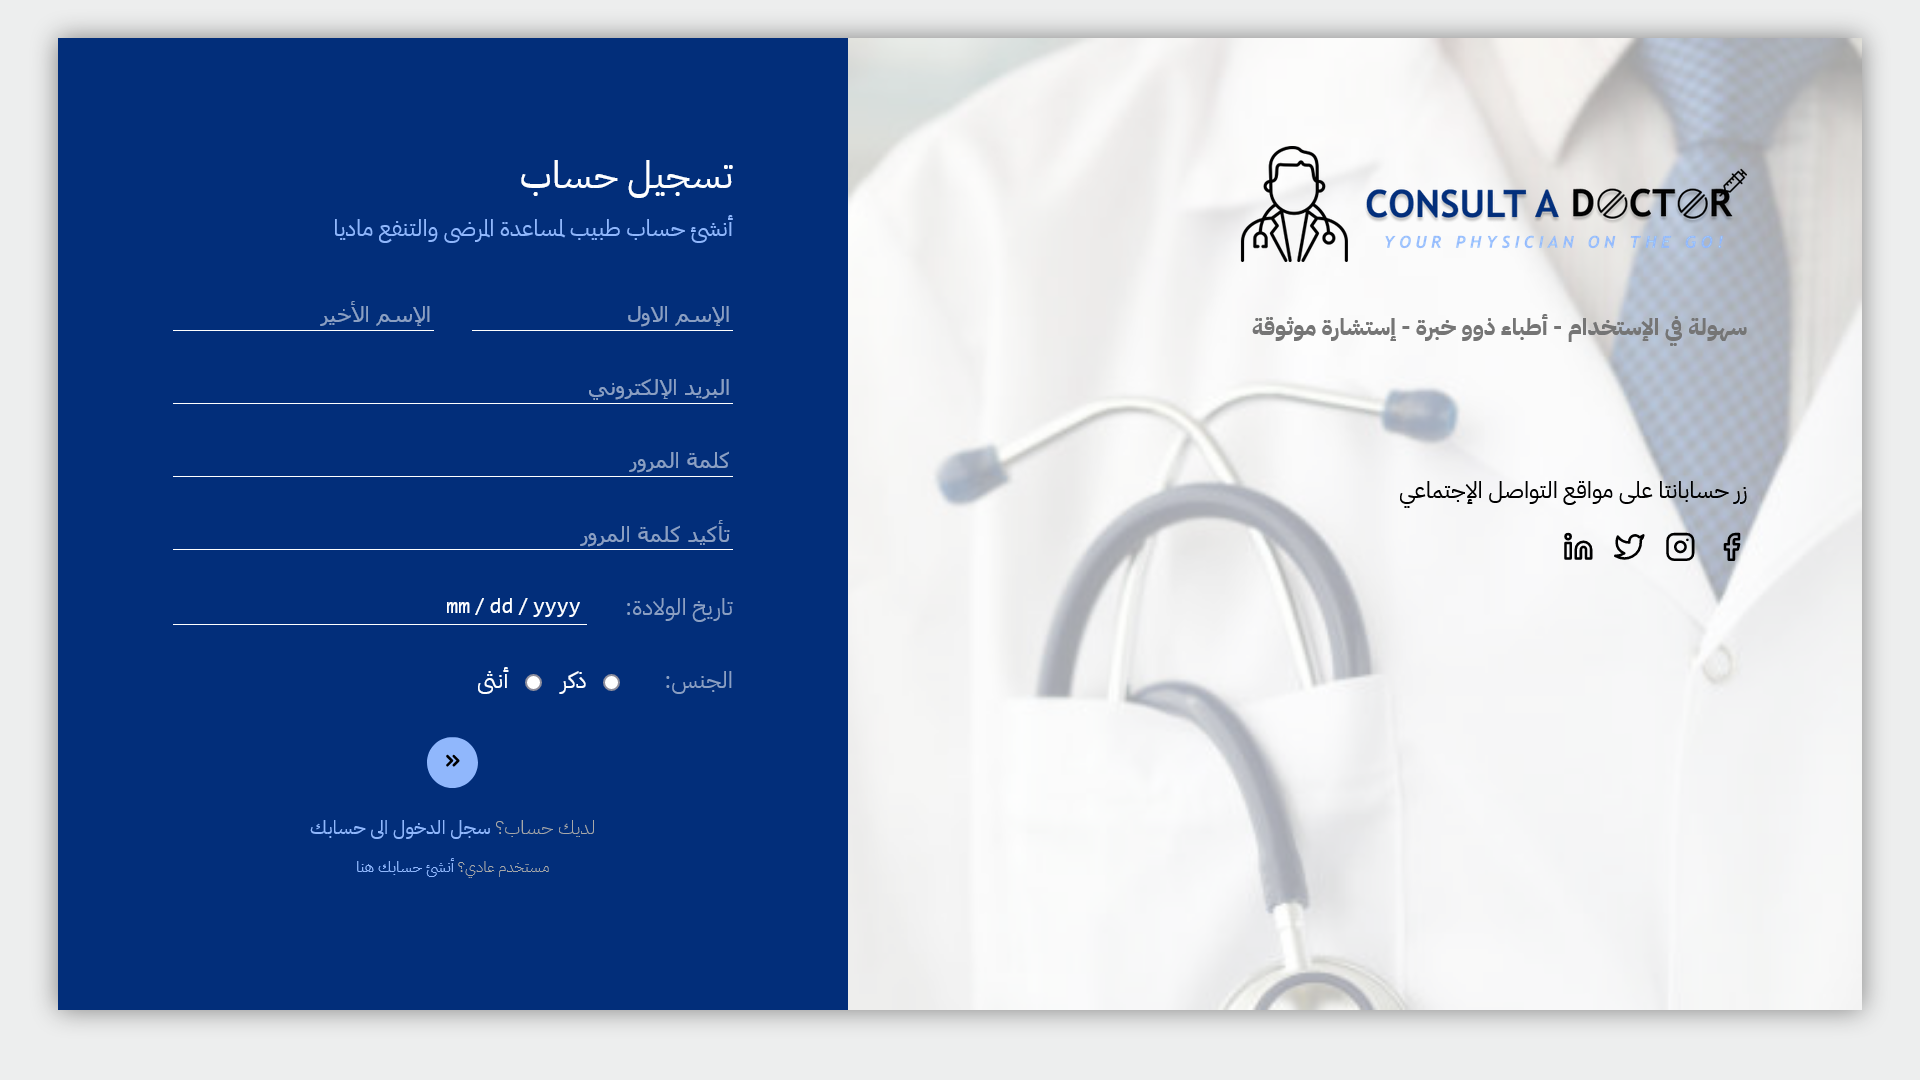 CONSULT A DOCTOR
YOUR PHYSICIAN ON THE GO!
سهولة في الإستخدام - أطباء ذوو خبرة - إستشارة موثوقة
زر حساباتنا على مواقع التواصل الإجتماعي
تسجيل حساب
أنشئ حساب طبيب لمساعدة المرضى والتنفع ماديا
الإسم الاول
الإسم الأخير
البريد الإلكتروني
كلمة المرور
تأكيد كلمة المرور
تاريخ الولادة: mm / dd / yyyy
الجنس: ذكر أنثى
لديك حساب؟ سجل الدخول الى حسابك
مستخدم عادي؟ أنشئ حسابك هنا